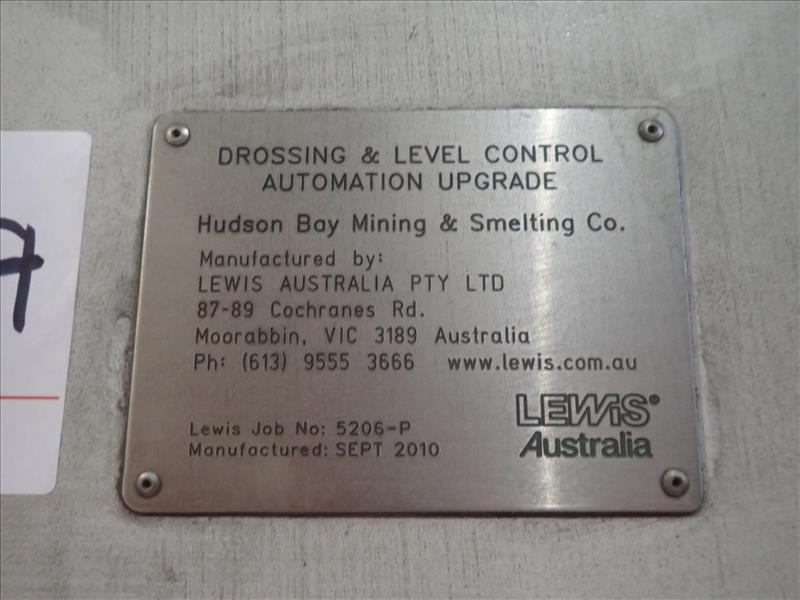 7
DROSSING & LEVEL CONTROL
AUTOMATION UPGRADE
Hudson Bay Mining & Smelting Co.
Manufactured by:
LEWIS AUSTRALIA PTY LTD
87-89 Cochranes Rd.
Moorabbin, VIC 3189 Australia
Ph: (613) 9555 3666 www.lewis.com.au
Lewis Job No: 5206-P
Manufactured: SEPT 2010
LEWiS®
Australia